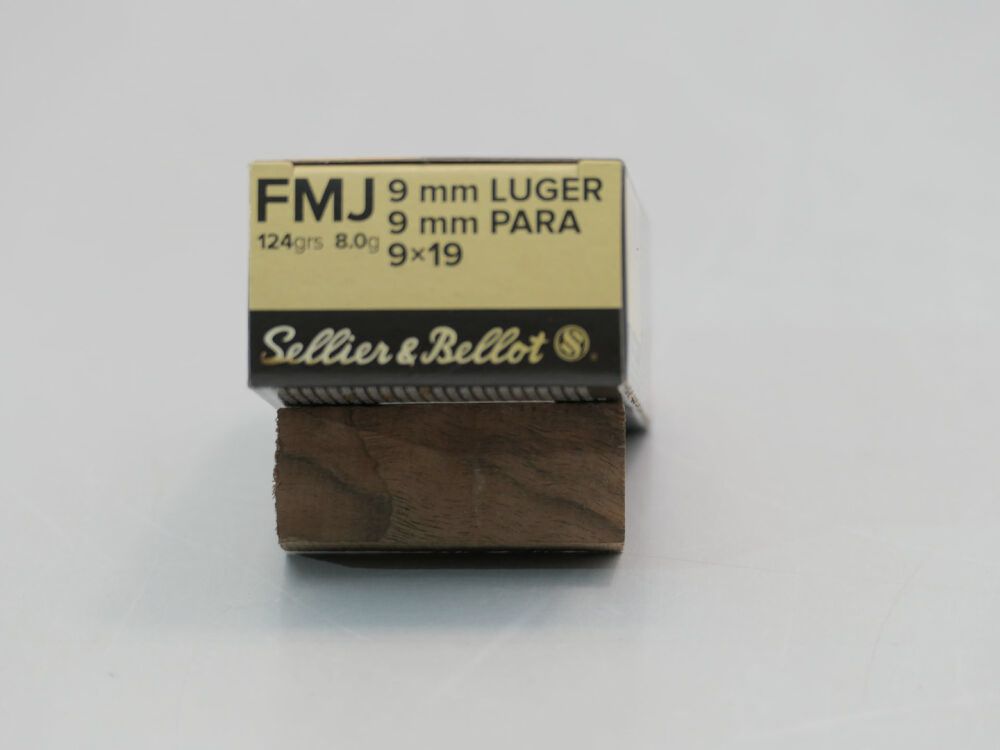 FMJ
124grs 8.0g
9 mm LUGER
9 mm PARA
9×19
Sellier & Bellot S